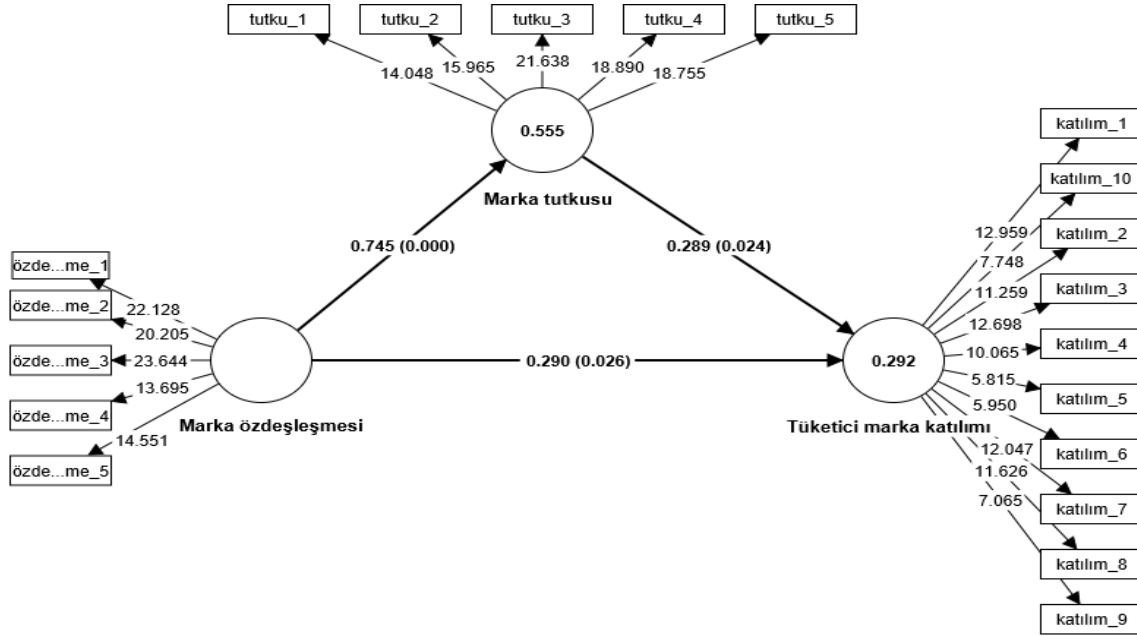 tutku_1
tutku_2
tutku_3
tutku_4
tutku_5
14.048
15.965
21.638
18.890
18.755
0.555
Marka tutkusu
0.745 (0.000)
0.289 (0.024)
özde...me_1
özde...me_2
özde...me_3
özde...me_4
özde...me_5
22.128
20.205
23.644
13.695
14.551
Marka özdeşleşmesi
0.290 (0.026)
0.292
Tüketici marka katılımı
12.959
7.748
11.259
12.698
10.065
5.815
5.950
12.047
11.626
7.065
katılım_1
katılım_10
katılım_2
katılım_3
katılım_4
katılım_5
katılım_6
katılım_7
katılım_8
katılım_9